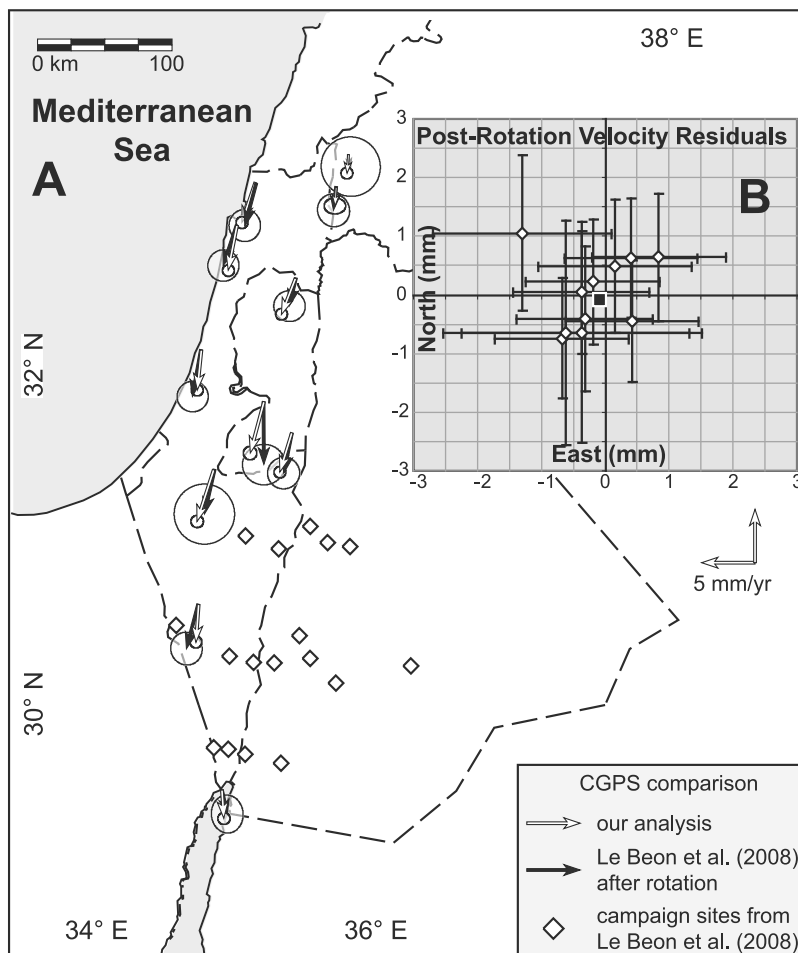 38° E
0 km 100
Mediterranean
Sea
A
Post-Rotation Velocity Residuals
B
3
2
1
0
-1
-2
-3
North (mm)
East (mm)
-3 -2 -1 0 1 2 3
5 mm/yr
32° N
30° N
34° E
36° E
CGPS comparison
our analysis
Le Beon et al. (2008)
after rotation
campaign sites from
Le Beon et al. (2008)